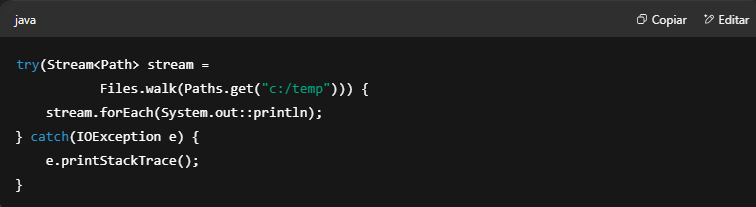 java
Copiar
Editar
try(Stream<Path> stream =
            Files.walk(Paths.get("c:/temp"))) {
    stream.forEach(System.out::println);
} catch(IOException e) {
    e.printStackTrace();
}